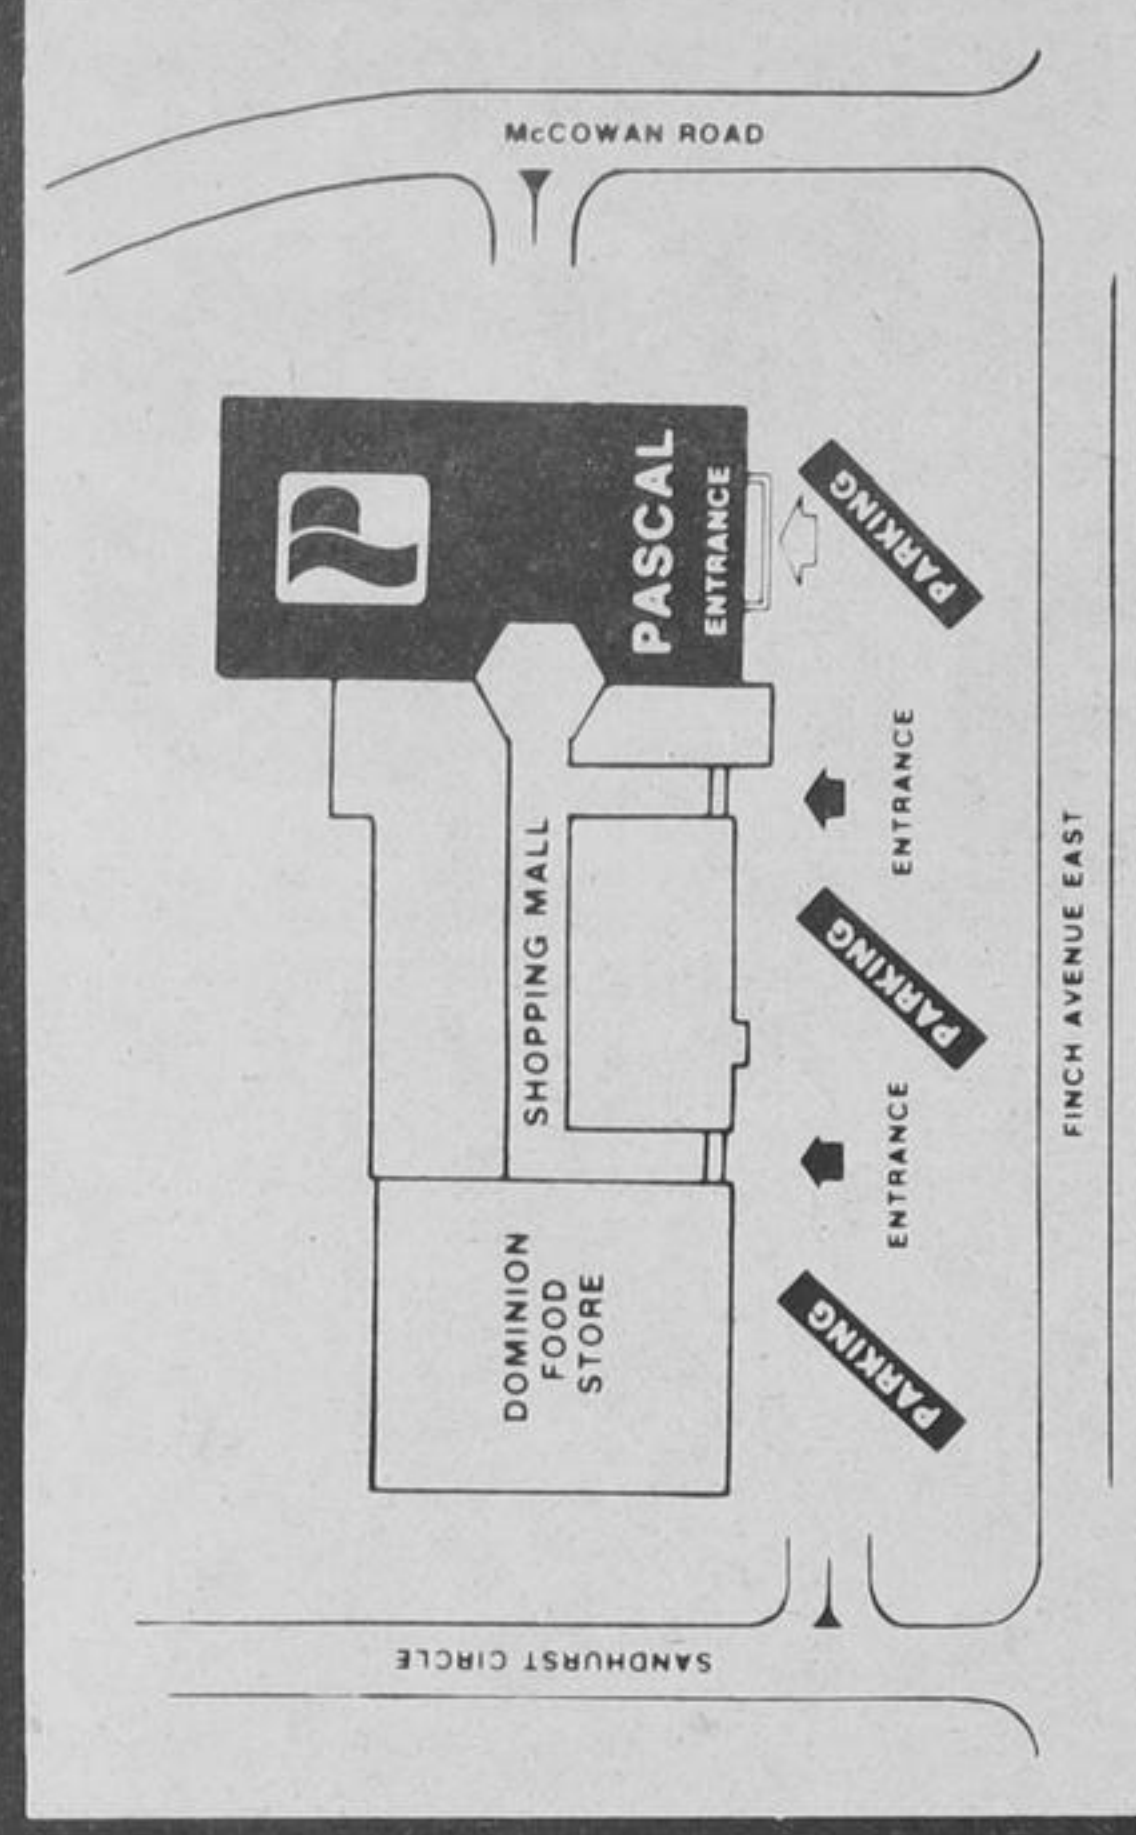 McCOWAN ROAD
PASCAL
ENTRANCE
PARKING
SHOPPING MALL
ENTRANCE
PARKING
FINCH AVENUE EAST
ENTRANCE
DOMINION
FOOD
STORE
PARKING
SANDHURST CIRCLE